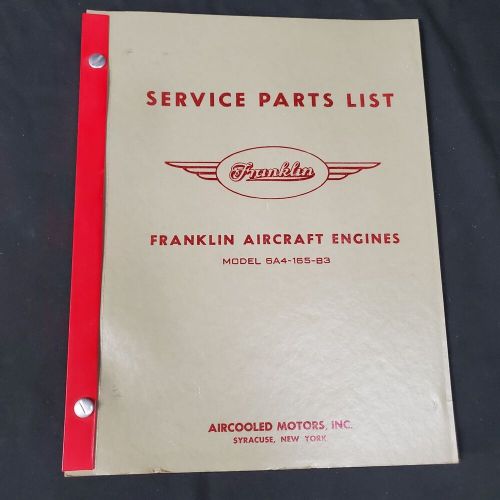 SERVICE PARTS LIST
Franklin
FRANKLIN AIRCRAFT ENGINES
MODEL 6A4-165-B3
AIRCOOLED MOTORS, INC.
SYRACUSE, NEW YORK